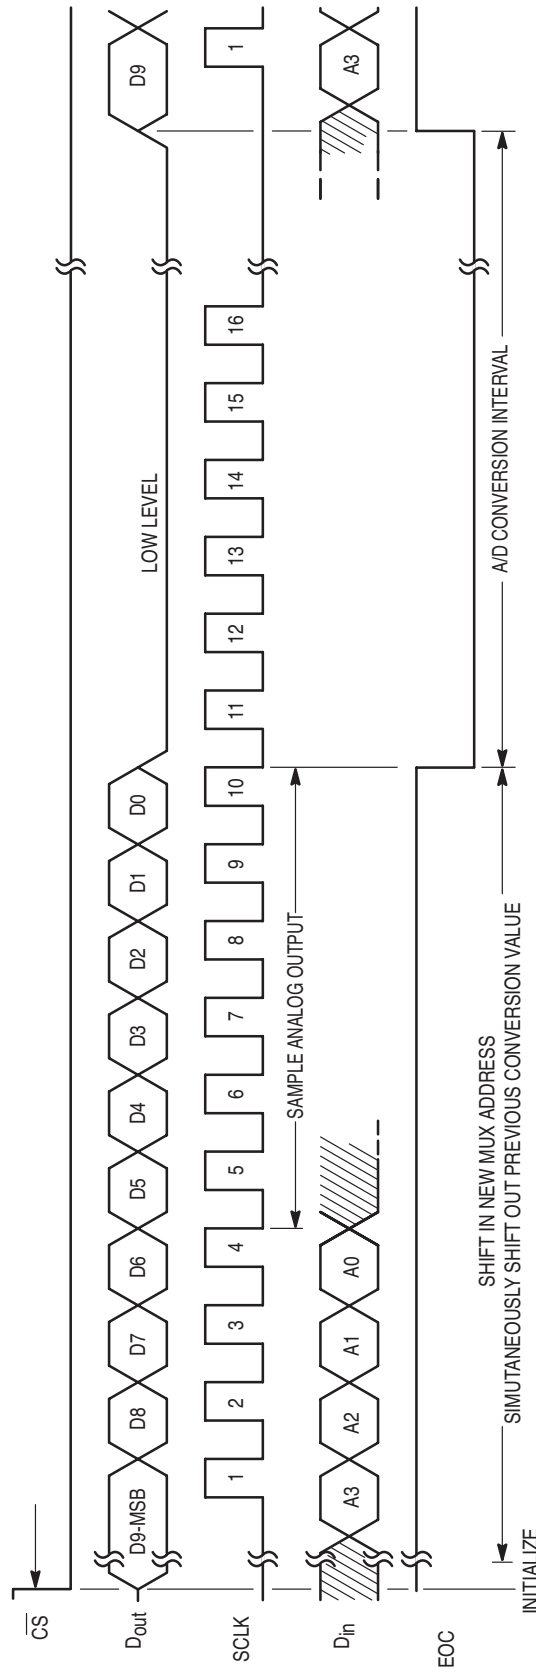 CS
Dout
D9-MSB
D8
D7
D6
D5
D4
D3
D2
D1
D0
LOW LEVEL
D9
SCLK
1
2
3
4
5
6
7
8
9
10
11
12
13
14
15
16
1
SAMPLE ANALOG OUTPUT
Din
A3
A2
A1
A0
A3
EOC
SHIFT IN NEW MUX ADDRESS
SIMUTANEOUSLY SHIFT OUT PREVIOUS CONVERSION VALUE
A/D CONVERSION INTERVAL
INITIALIZE